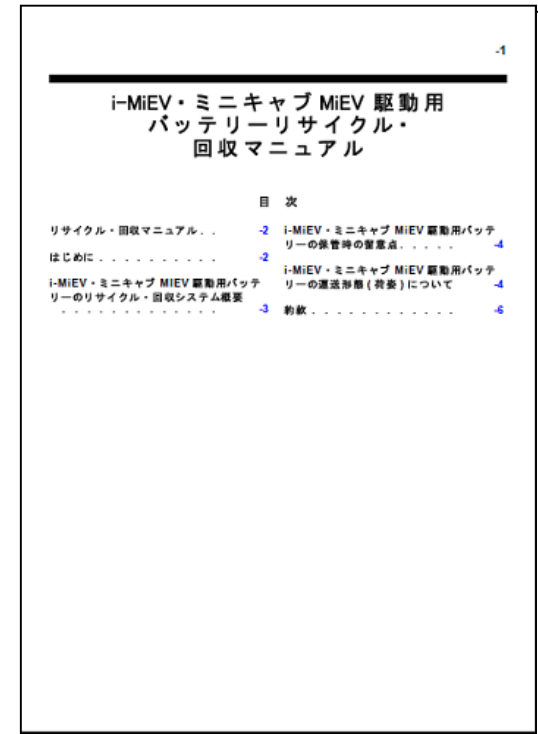 -1
i-MiEV・ミニキャブ MiEV 駆動用
バッテリーリサイクル・
回収マニュアル
目 次
リサイクル・回収マニュアル . . -2
はじめに . . . . . . . . . . -2
i-MiEV・ミニキャブ MIEV 駆動用バッテ
リーのリサイクル・回収システム概要
. . . . . . . . . . . . . -3
i-MiEV・ミニキャブ MiEV 駆動用バッテ
リーの保管時の留意点 . . . . . -4
i-MiEV・ミニキャブ MiEV 駆動用バッテ
リーの運送形態 ( 荷姿 ) について -4
約款 . . . . . . . . . . . . -6